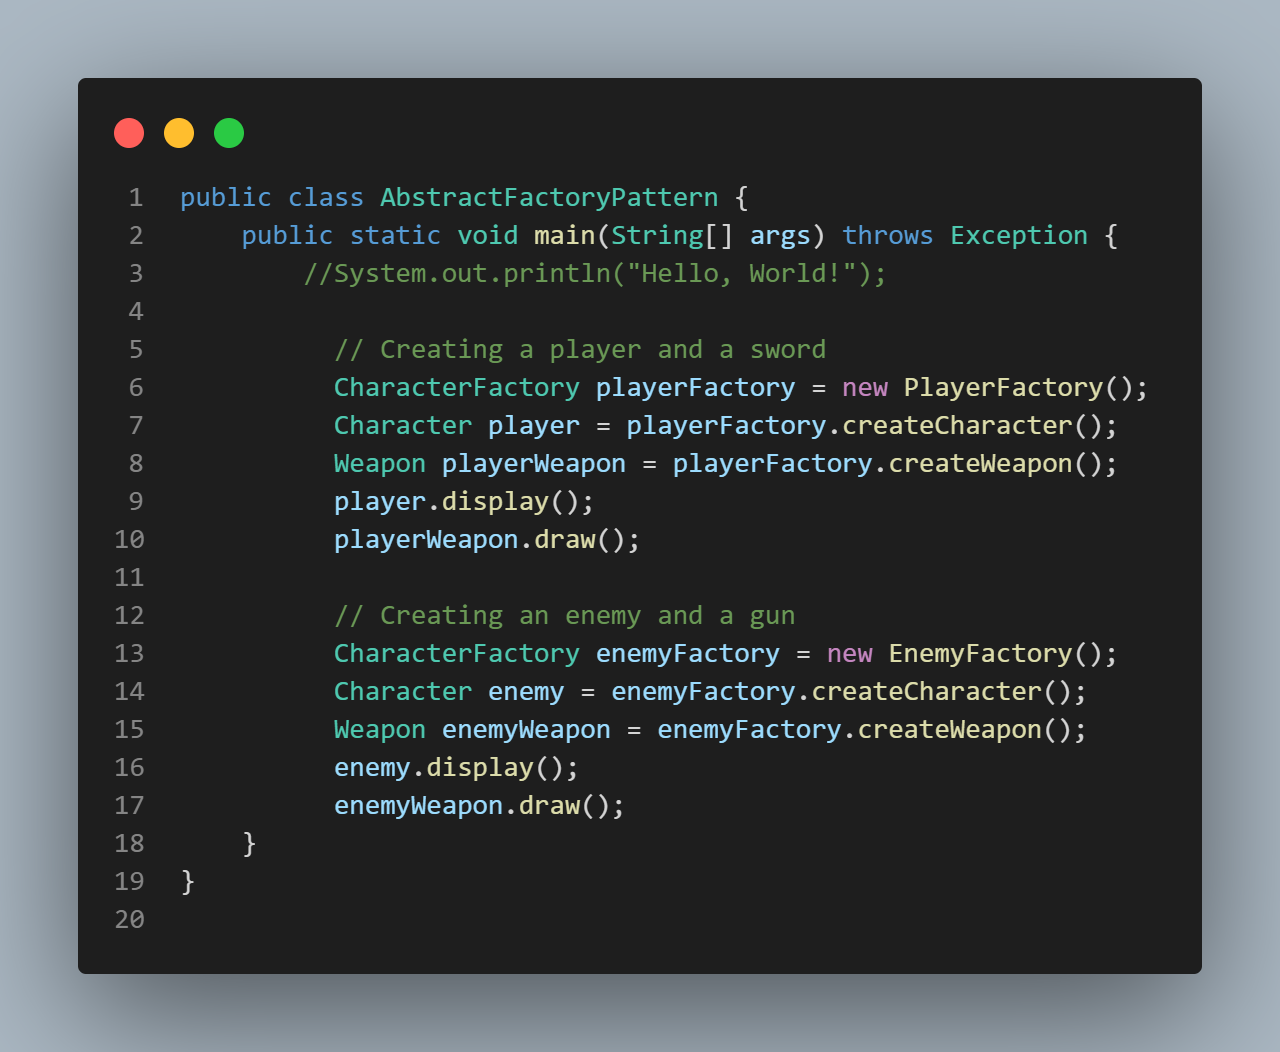 1 public class AbstractFactoryPattern {
2     public static void main(String[] args) throws Exception {
3         //System.out.println("Hello, World!");
4
5           // Creating a player and a sword
6           CharacterFactory playerFactory = new PlayerFactory();
7           Character player = playerFactory.createCharacter();
8           Weapon playerWeapon = playerFactory.createWeapon();
9           player.display();
10          playerWeapon.draw();
11
12          // Creating an enemy and a gun
13          CharacterFactory enemyFactory = new EnemyFactory();
14          Character enemy = enemyFactory.createCharacter();
15          Weapon enemyWeapon = enemyFactory.createWeapon();
16          enemy.display();
17          enemyWeapon.draw();
18    }
19 }
20